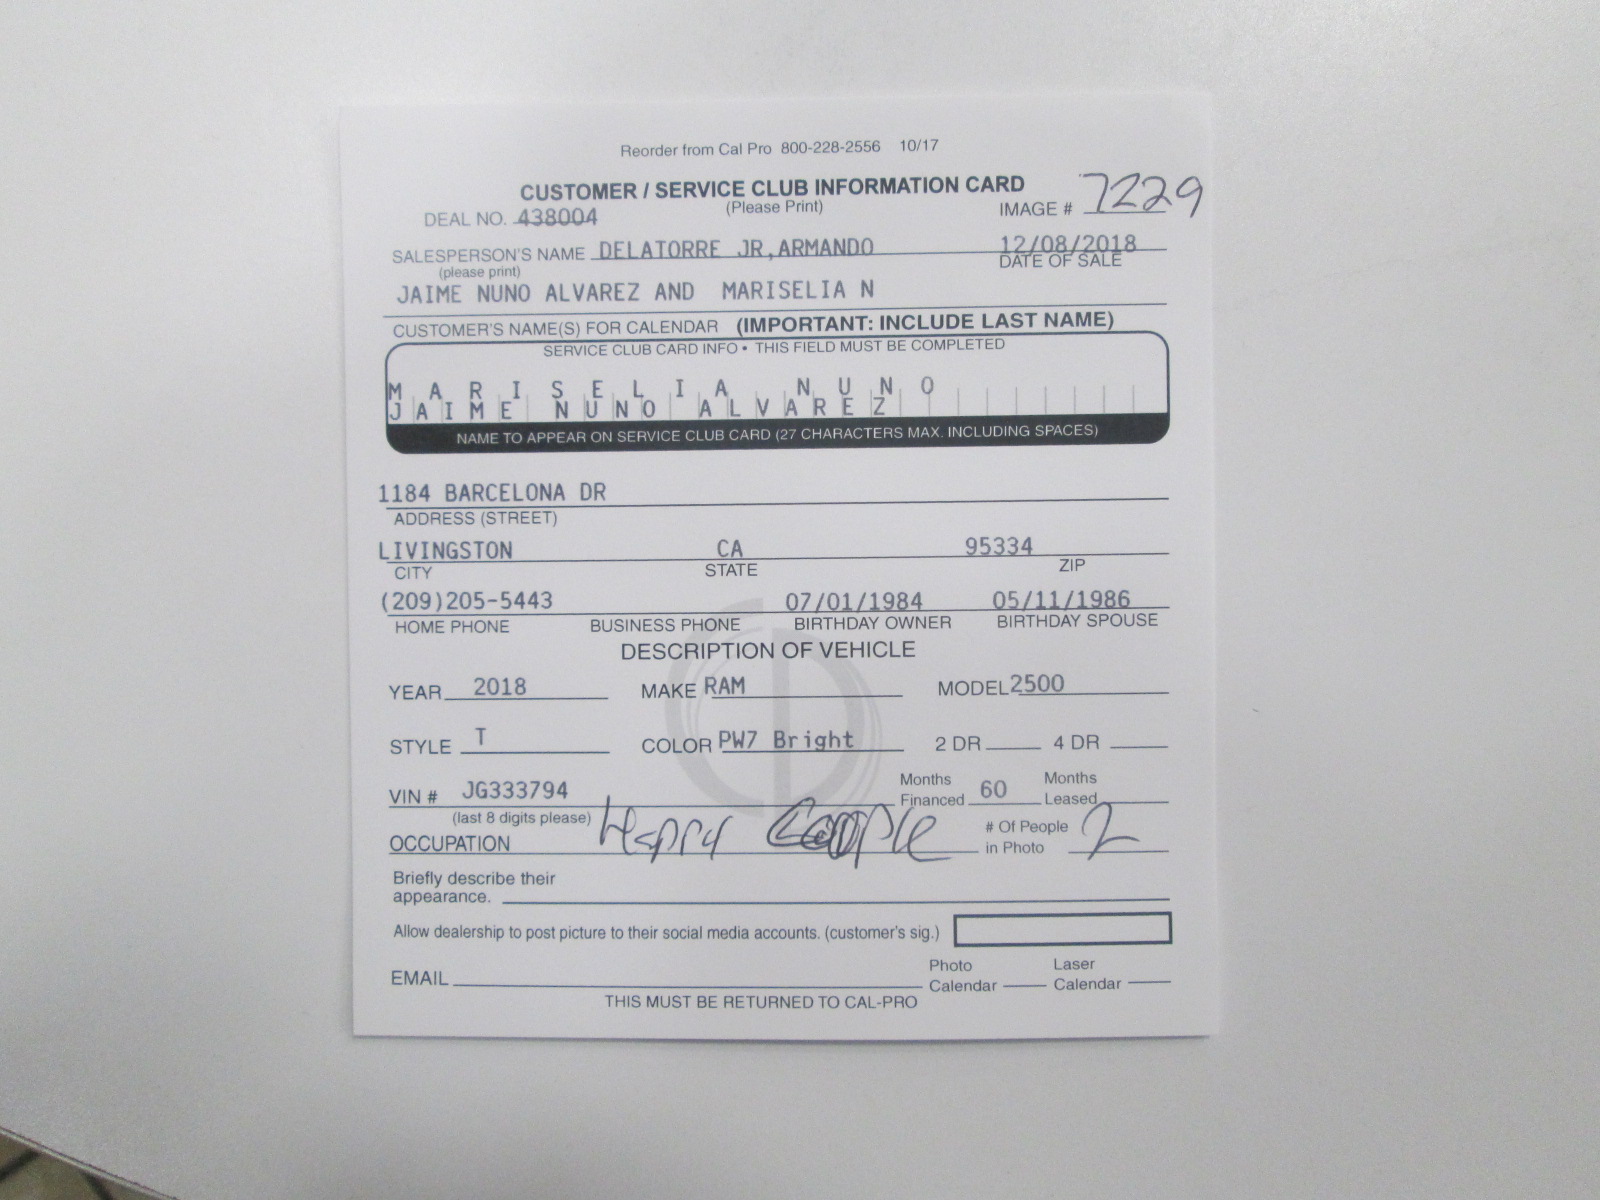 Reorder from Cal Pro 800-228-2556 10/17
CUSTOMER / SERVICE CLUB INFORMATION CARD
(Please Print)
DEAL NO. 438004
IMAGE # 7229
SALESPERSON'S NAME DELATORRE JR,ARMANDO 12/08/2018
(please print) DATE OF SALE
JAIME NUNO ALVAREZ AND MARISELIA N
CUSTOMER'S NAME(S) FOR CALENDAR (IMPORTANT: INCLUDE LAST NAME)
SERVICE CLUB CARD INFO • THIS FIELD MUST BE COMPLETED
MARISELIA NUNO
JAIME NUNO ALVAREZ
NAME TO APPEAR ON SERVICE CLUB CARD (27 CHARACTERS MAX. INCLUDING SPACES)
1184 BARCELONA DR
ADDRESS (STREET)
LIVINGSTON CA 95334
CITY STATE ZIP
(209)205-5443 07/01/1984 05/11/1986
HOME PHONE BUSINESS PHONE BIRTHDAY OWNER BIRTHDAY SPOUSE
DESCRIPTION OF VEHICLE
YEAR 2018 MAKE RAM MODEL 2500
STYLE T COLOR PW7 Bright 2 DR 4 DR
VIN # JG333794 Months Financed 60 Months Leased
(last 8 digits please)
OCCUPATION Happy Couple # Of People in Photo 2
Briefly describe their
appearance.
Allow dealership to post picture to their social media accounts. (customer's sig.)
EMAIL Photo Calendar Laser Calendar
THIS MUST BE RETURNED TO CAL-PRO